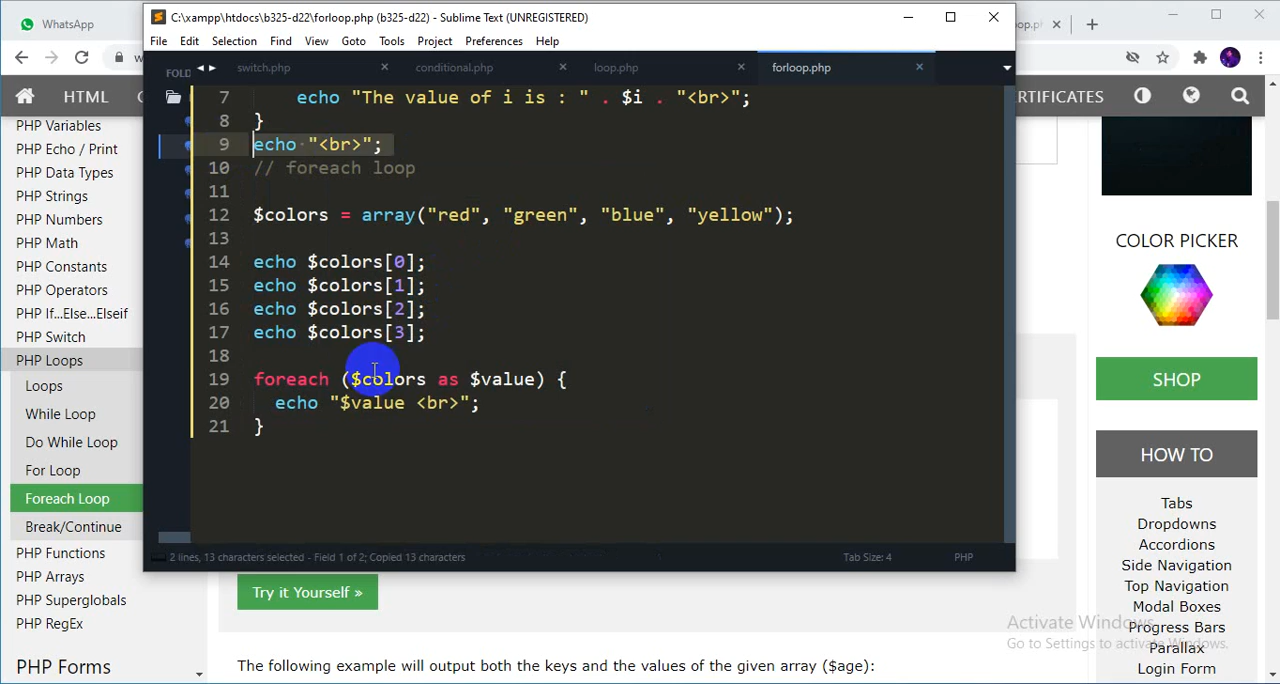 WhatsApp
C:\xampp\htdocs\b325-d22\forloop.php (b325-d22) - Sublime Text (UNREGISTERED)
File Edit Selection Find View Goto Tools Project Preferences Help
FOLD
switch.php
conditional.php
loop.php
forloop.php
HTML
RTIFICATES
PHP Variables
PHP Echo / Print
PHP Data Types
PHP Strings
PHP Numbers
PHP Math
PHP Constants
PHP Operators
PHP If...Else...Elseif
PHP Switch
PHP Loops
Loops
While Loop
Do While Loop
For Loop
Foreach Loop
Break/Continue
PHP Functions
PHP Arrays
PHP Superglobals
PHP RegEx
PHP Forms
7 echo "The value of i is : " . $i . "<br>";
8 }
9 echo "<br>";
10 // foreach loop
11
12 $colors = array("red", "green", "blue", "yellow");
13
14 echo $colors[0];
15 echo $colors[1];
16 echo $colors[2];
17 echo $colors[3];
18
19 foreach ($colors as $value) {
20 echo "$value <br>";
21 }
2 lines, 13 characters selected - Field 1 of 2; Copied 13 characters
Tab Size: 4
PHP
Try it Yourself »
The following example will output both the keys and the values of the given array ($age):
COLOR PICKER
SHOP
HOW TO
Tabs
Dropdowns
Accordions
Side Navigation
Top Navigation
Modal Boxes
Progress Bars
Parallax
Login Form
Activate Windows
Go to Settings to activate Windows.